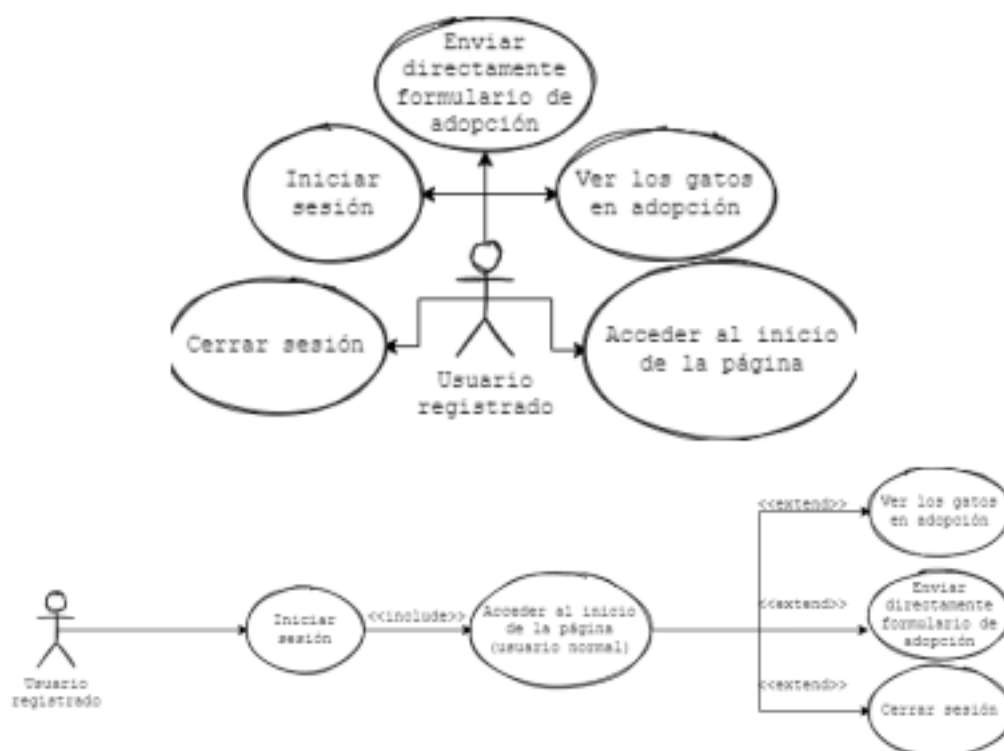 Enviar
directamente
formulario de
adopción
Iniciar
sesión
Ver los gatos
en adopción
Cerrar sesión
Acceder al inicio
de la página
Usuario
registrado
<<extend>>
Ver los gatos
en adopción
Usuario
registrado
Iniciar
sesión
<<include>>
Acceder al inicio
de la página
(usuario normal)
<<extend>>
Enviar
directamente
formulario de
adopción
<<extend>>
Cerrar sesión